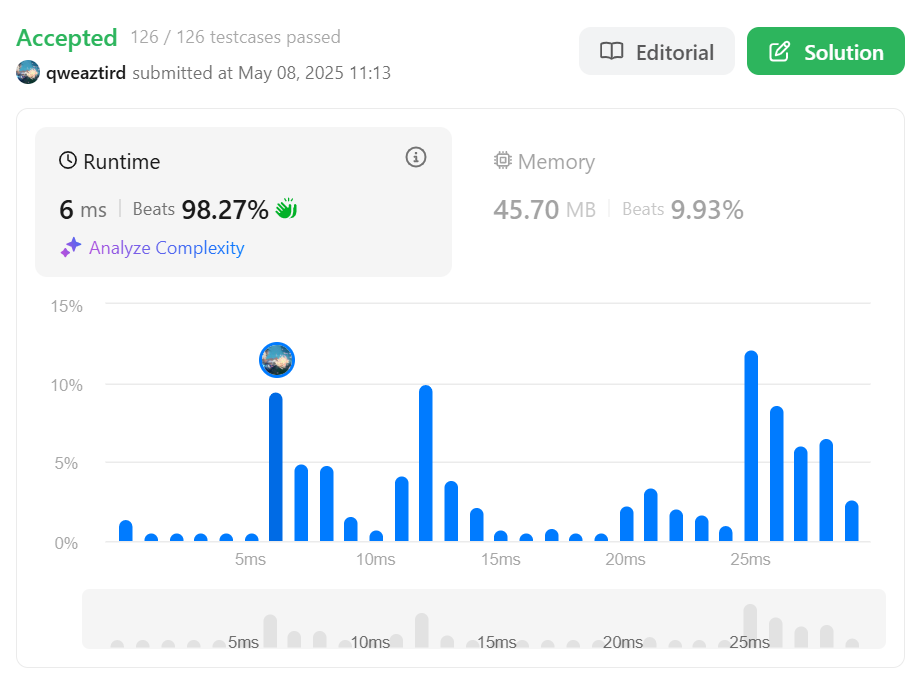 Accepted 126 / 126 testcases passed
qweaztird submitted at May 08, 2025 11:13
Editorial
Solution
Runtime
6 ms Beats 98.27%
Analyze Complexity
Memory
45.70 MB Beats 9.93%
15%
10%
5%
0%
5ms 10ms 15ms 20ms 25ms
5ms 10ms 15ms 20ms 25ms